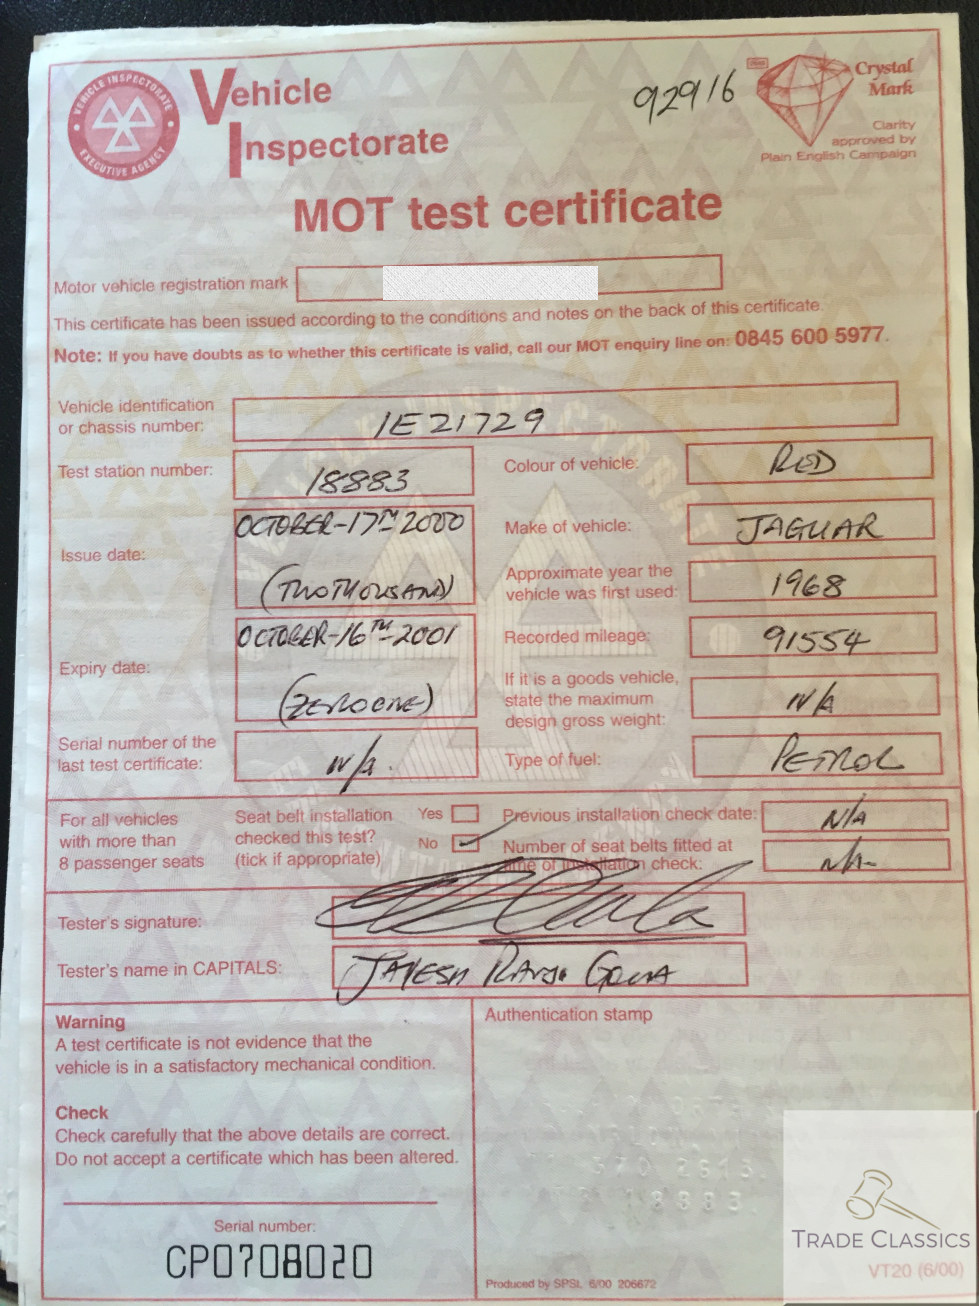 VEHICLE INSPECTORATE
EXECUTIVE AGENCY
Vehicle
Inspectorate
92916
Crystal
Mark
Clarity
approved by
Plain English Campaign
MOT test certificate
Motor vehicle registration mark
This certificate has been issued according to the conditions and notes on the back of this certificate.
Note: If you have doubts as to whether this certificate is valid, call our MOT enquiry line on: 0845 600 5977.
Vehicle identification
or chassis number:
1E21729
Test station number:
18883
Colour of vehicle:
RED
Issue date:
OCTOBER-17TH 2000
(TWO THOUSAND)
Make of vehicle:
JAGUAR
Approximate year the
vehicle was first used:
1968
Expiry date:
OCTOBER-16TH-2001
(ZERO ONE)
Recorded mileage:
91554
If it is a goods vehicle,
state the maximum
design gross weight:
N/A
Serial number of the
last test certificate:
N/A.
Type of fuel:
PETROL
For all vehicles
with more than
8 passenger seats
Seat belt installation
checked this test?
(tick if appropriate)
Yes
No
Previous installation check date:
N/A
Number of seat belts fitted at
time of installation check:
N/A
Tester's signature:
Tester's name in CAPITALS:
JAYESH
Warning
A test certificate is not evidence that the
vehicle is in a satisfactory mechanical condition.
Check
Check carefully that the above details are correct.
Do not accept a certificate which has been altered.
Serial number:
CP0708020
Authentication stamp
18883
Produced by SPSL 6/00 206672
TRADE CLASSICS
VT20 (6/00)